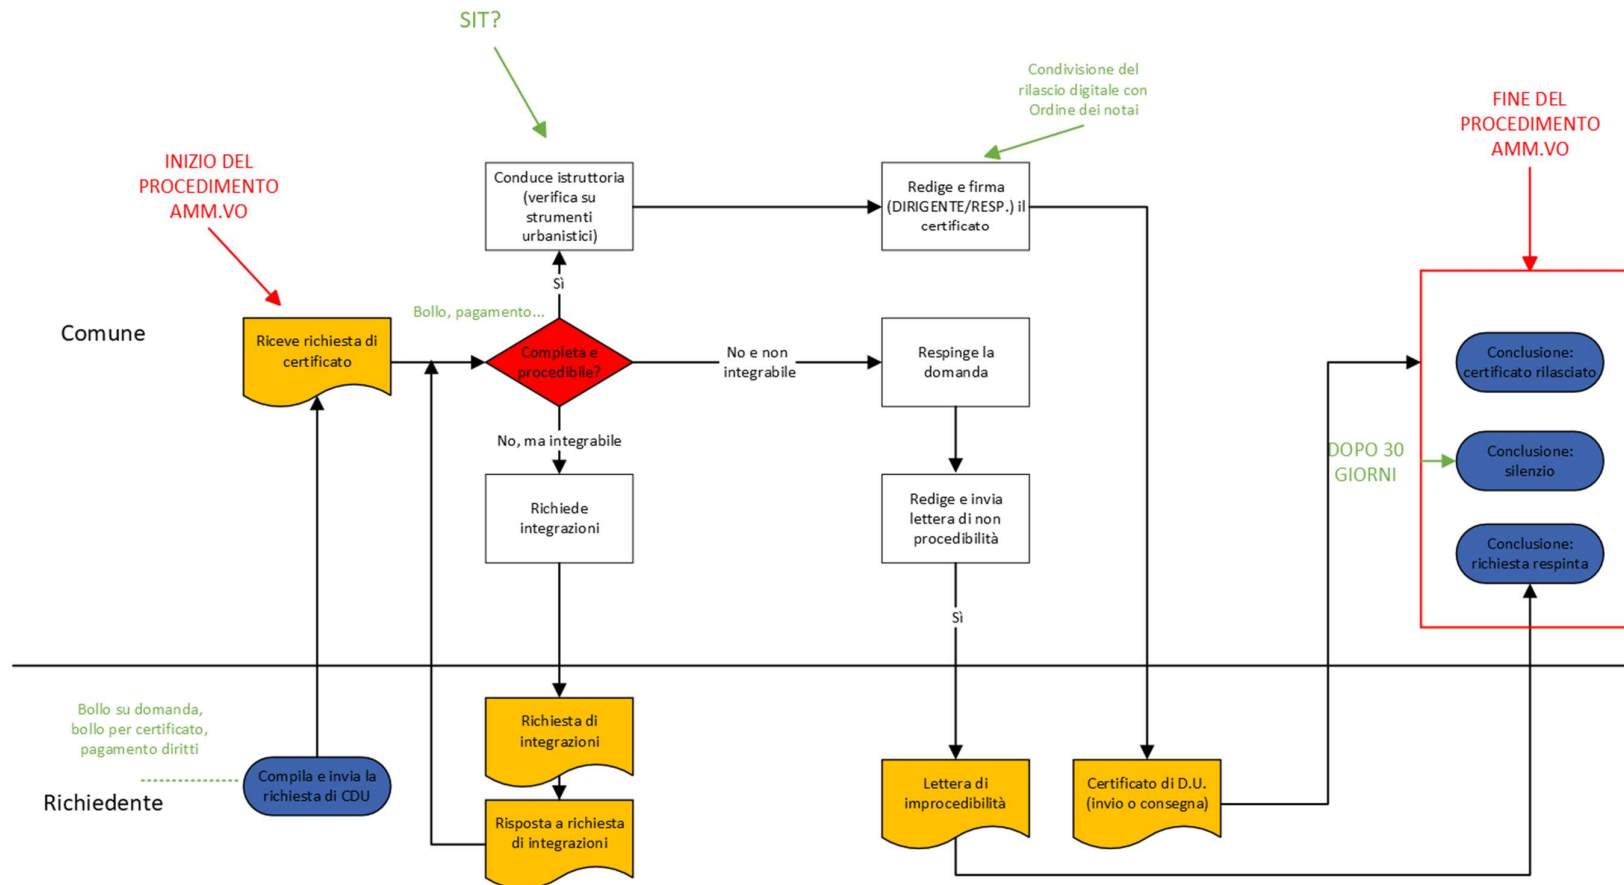 SIT?
Condivisione del
rilascio digitale con
Ordine dei notai
FINE DEL
PROCEDIMENTO
AMM.VO
INIZIO DEL
PROCEDIMENTO
AMM.VO
Conduce istruttoria
(verifica su
strumenti
urbanistici)
Redige e firma
(DIRIGENTE/RESP.) il
certificato
Sì
Bollo, pagamento...
Comune
Riceve richiesta di
certificato
Completa e
procedibile?
No e non
integrabile
Respinge la
domanda
Conclusione:
certificato rilasciato
No, ma integrabile
DOPO 30
GIORNI
Conclusione:
silenzio
Richiede
integrazioni
Redige e invia
lettera di non
procedibilità
Conclusione:
richiesta respinta
Sì
Bollo su domanda,
bollo per certificato,
pagamento diritti
Richiesta di
integrazioni
Richiedente
Compila e invia la
richiesta di CDU
Lettera di
improcedibilità
Certificato di D.U.
(invio o consegna)
Risposta a richiesta
di integrazioni